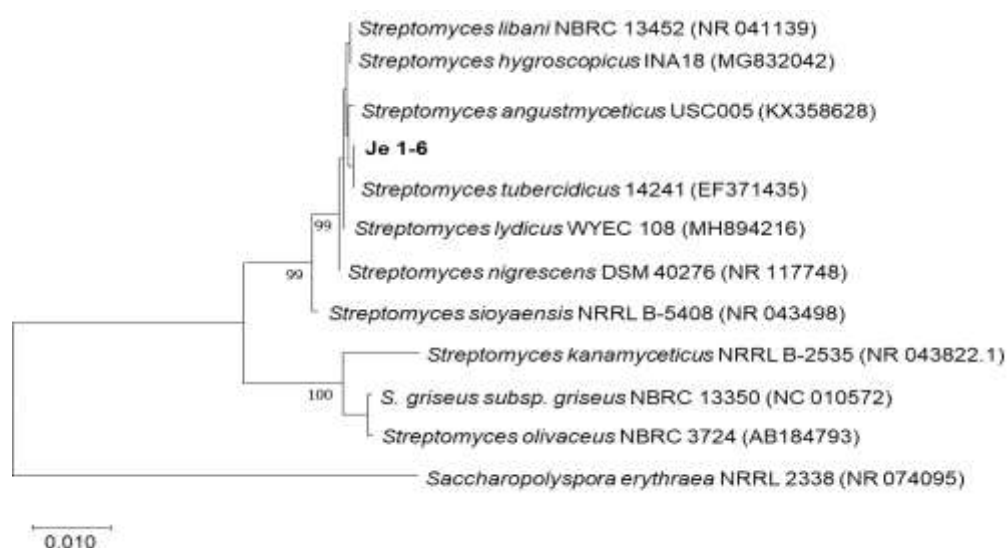 Streptomyces libani NBRC 13452 (NR 041139)
Streptomyces hygroscopicus INA18 (MG832042)
Streptomyces angustmyceticus USC005 (KX358628)
Je 1-6
Streptomyces tubercidicus 14241 (EF371435)
99
Streptomyces lydicus WYEC 108 (MH894216)
99
Streptomyces nigrescens DSM 40276 (NR 117748)
Streptomyces sioyaensis NRRL B-5408 (NR 043498)
Streptomyces kanamyceticus NRRL B-2535 (NR 043822.1)
100
S. griseus subsp. griseus NBRC 13350 (NC 010572)
Streptomyces olivaceus NBRC 3724 (AB184793)
Saccharopolyspora erythraea NRRL 2338 (NR 074095)
0.010